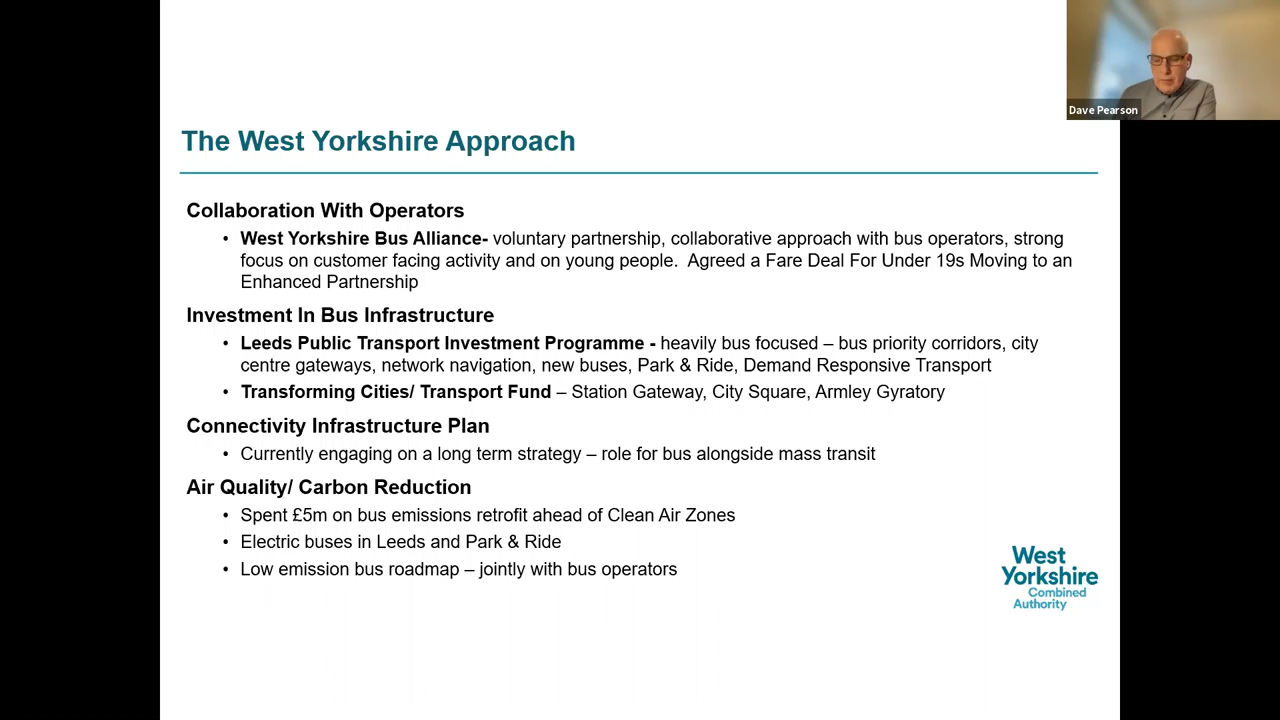 Dave Pearson
The West Yorkshire Approach
Collaboration With Operators
• West Yorkshire Bus Alliance- voluntary partnership, collaborative approach with bus operators, strong
focus on customer facing activity and on young people.  Agreed a Fare Deal For Under 19s Moving to an
Enhanced Partnership
Investment In Bus Infrastructure
• Leeds Public Transport Investment Programme - heavily bus focused – bus priority corridors, city
centre gateways, network navigation, new buses, Park & Ride, Demand Responsive Transport
• Transforming Cities/ Transport Fund – Station Gateway, City Square, Armley Gyratory
Connectivity Infrastructure Plan
• Currently engaging on a long term strategy – role for bus alongside mass transit
Air Quality/ Carbon Reduction
• Spent £5m on bus emissions retrofit ahead of Clean Air Zones
• Electric buses in Leeds and Park & Ride
• Low emission bus roadmap – jointly with bus operators
West
Yorkshire
Combined
Authority